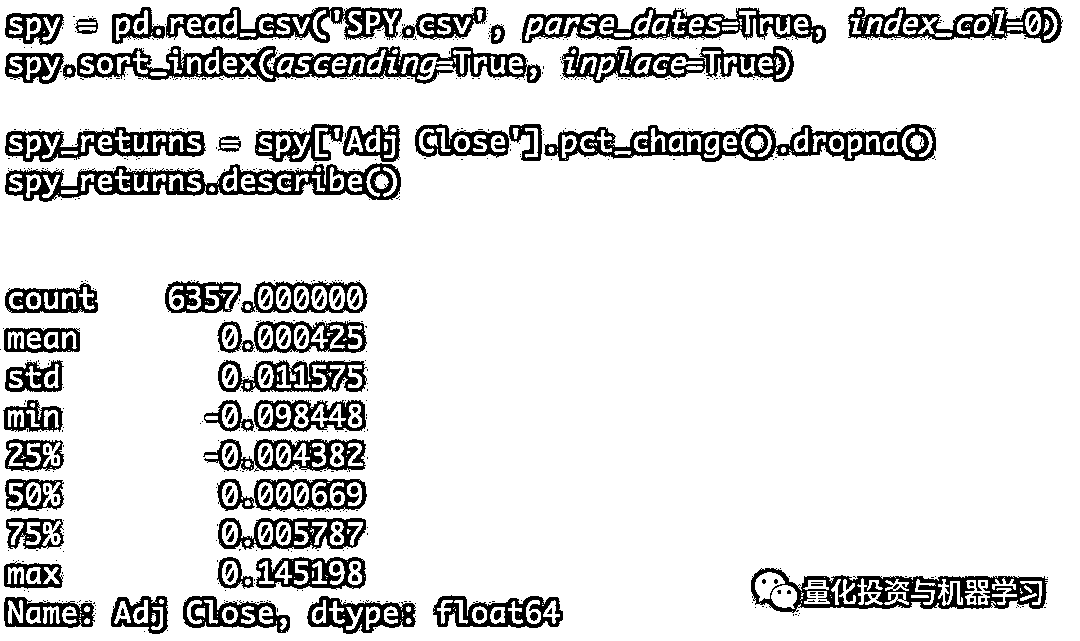 spy = pd.read_csv('SPY.csv', parse_dates=True, index_col=0)
spy.sort_index(ascending=True, inplace=True)
spy_returns = spy['Adj Close'].pct_change().dropna()
spy_returns.describe()
count    6357.000000
mean        0.000425
std         0.011575
min        -0.098448
25%        -0.004382
50%         0.000669
75%         0.005787
max         0.145198
Name: Adj Close, dtype: float64
量化投资与机器学习